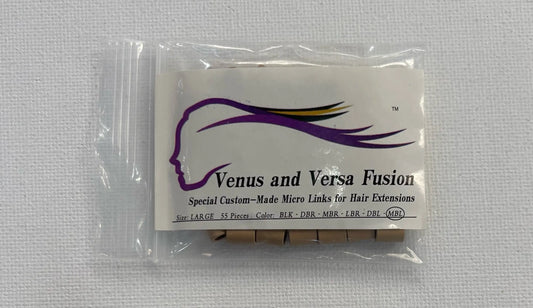 TM
Venus and Versa Fusion
Special Custom-Made Micro Links for Hair Extensions
Size: LARGE 55 Pieces Color: BLK - DBR - MBR - LBR - DBL - MBL